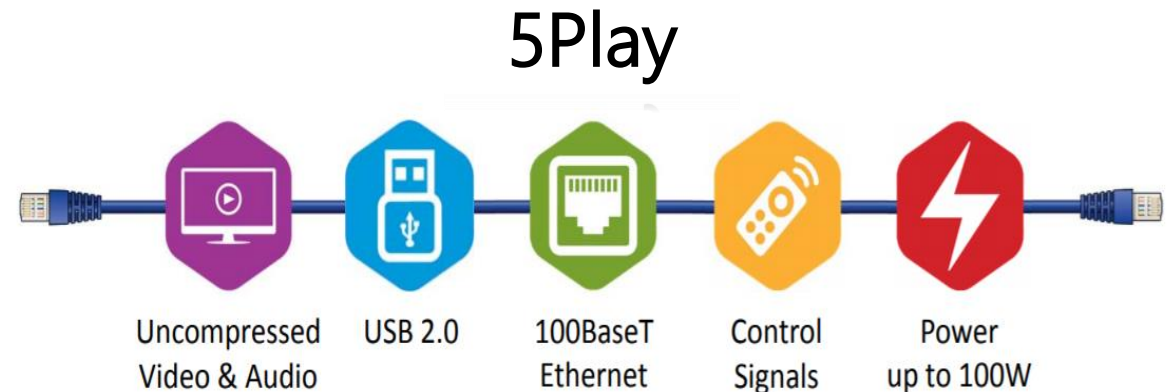 5Play
Uncompressed
Video & Audio
USB 2.0
100BaseT
Ethernet
Control
Signals
Power
up to 100W